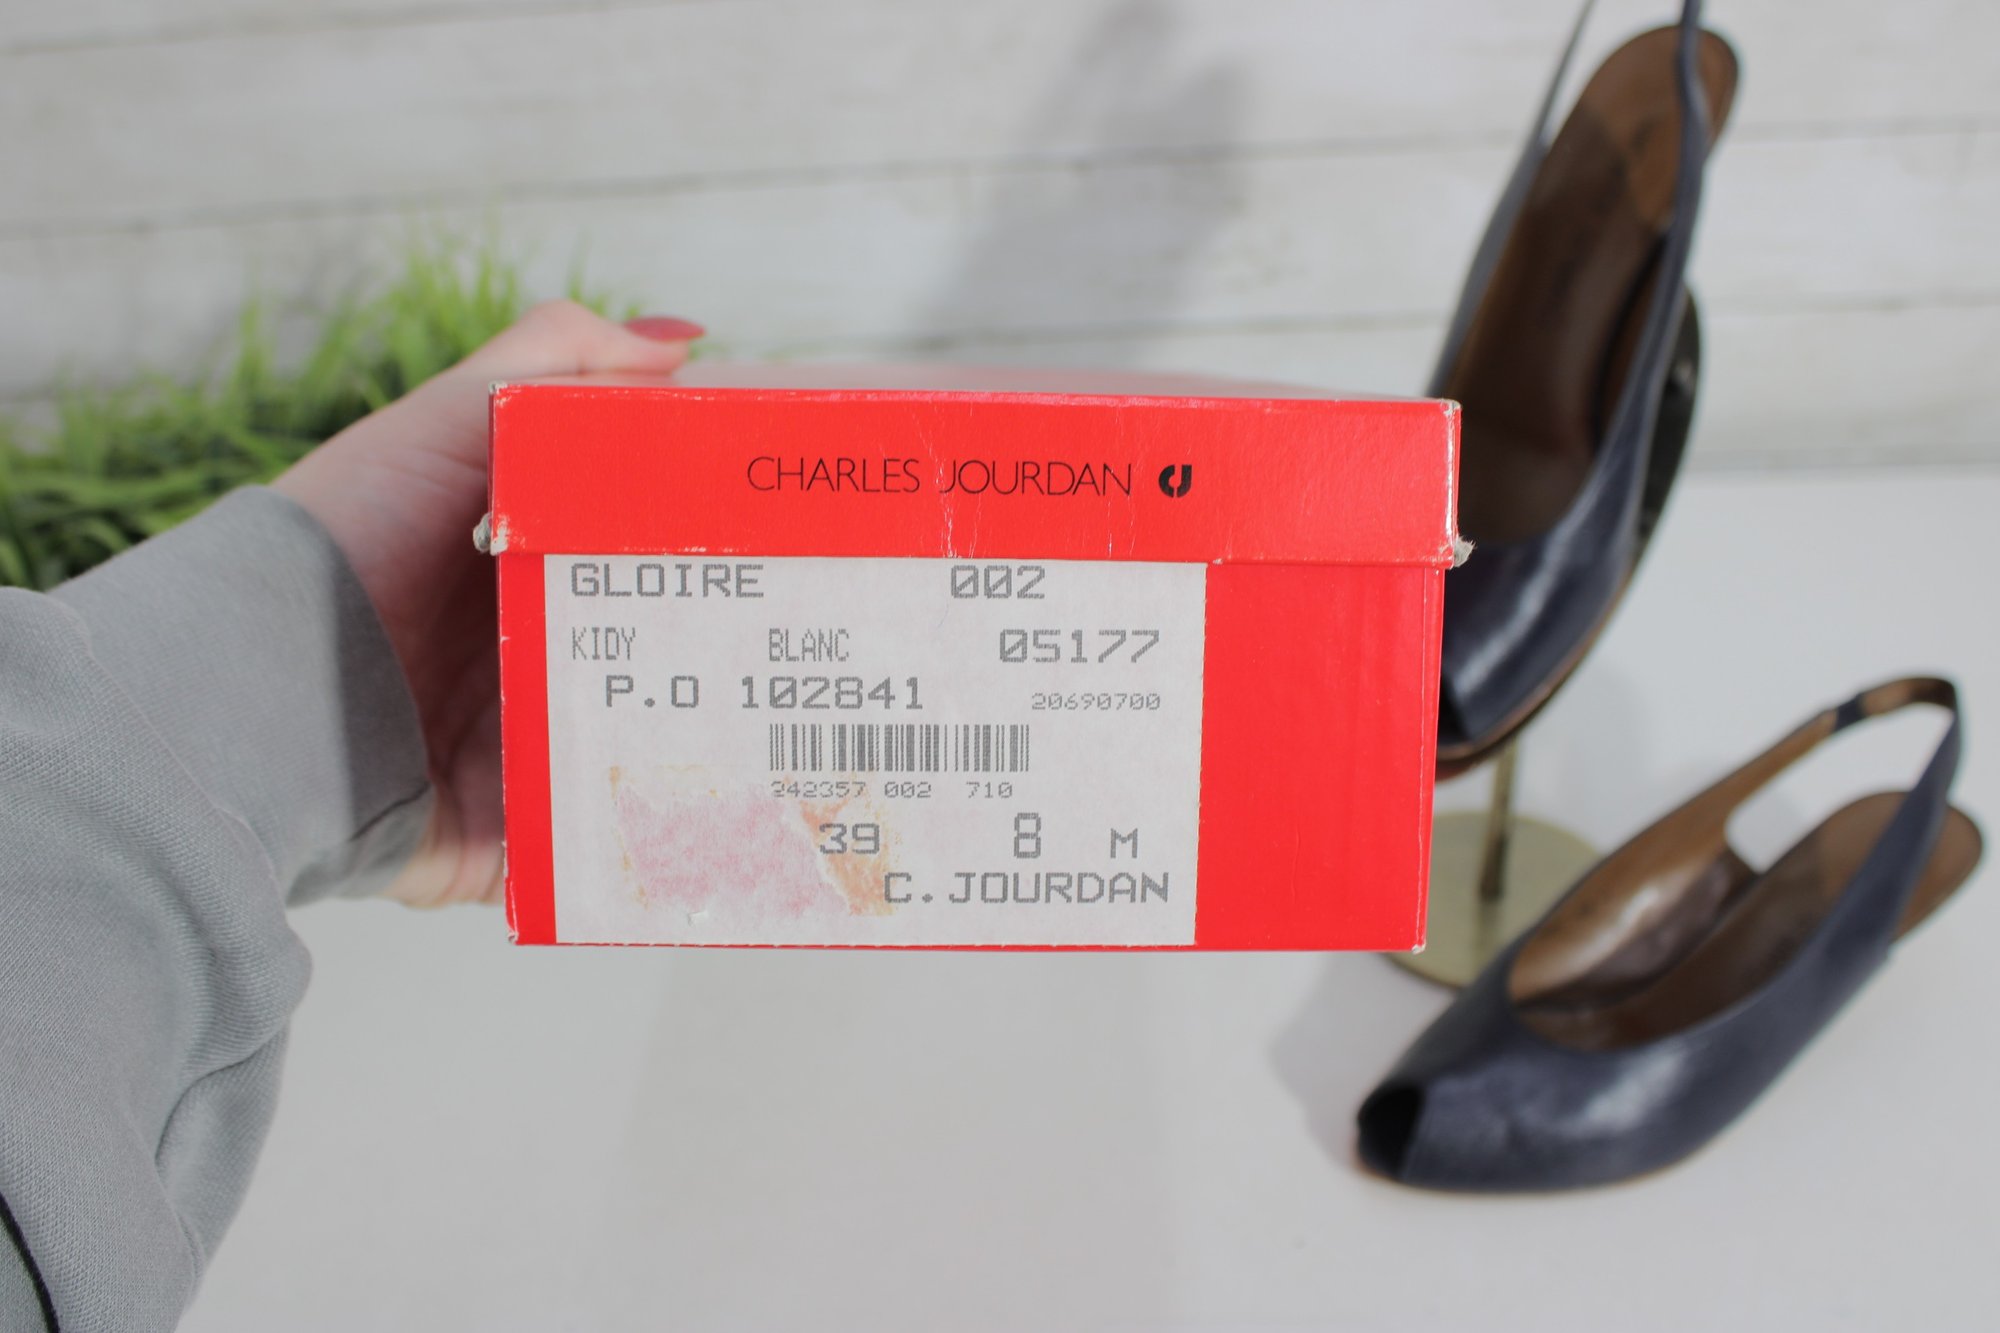 CHARLES JOURDAN
GLOIRE 002
KIDY BLANC 05177
P.O 102841 20690700
242357 002 710
39 8 M
C.JOURDAN